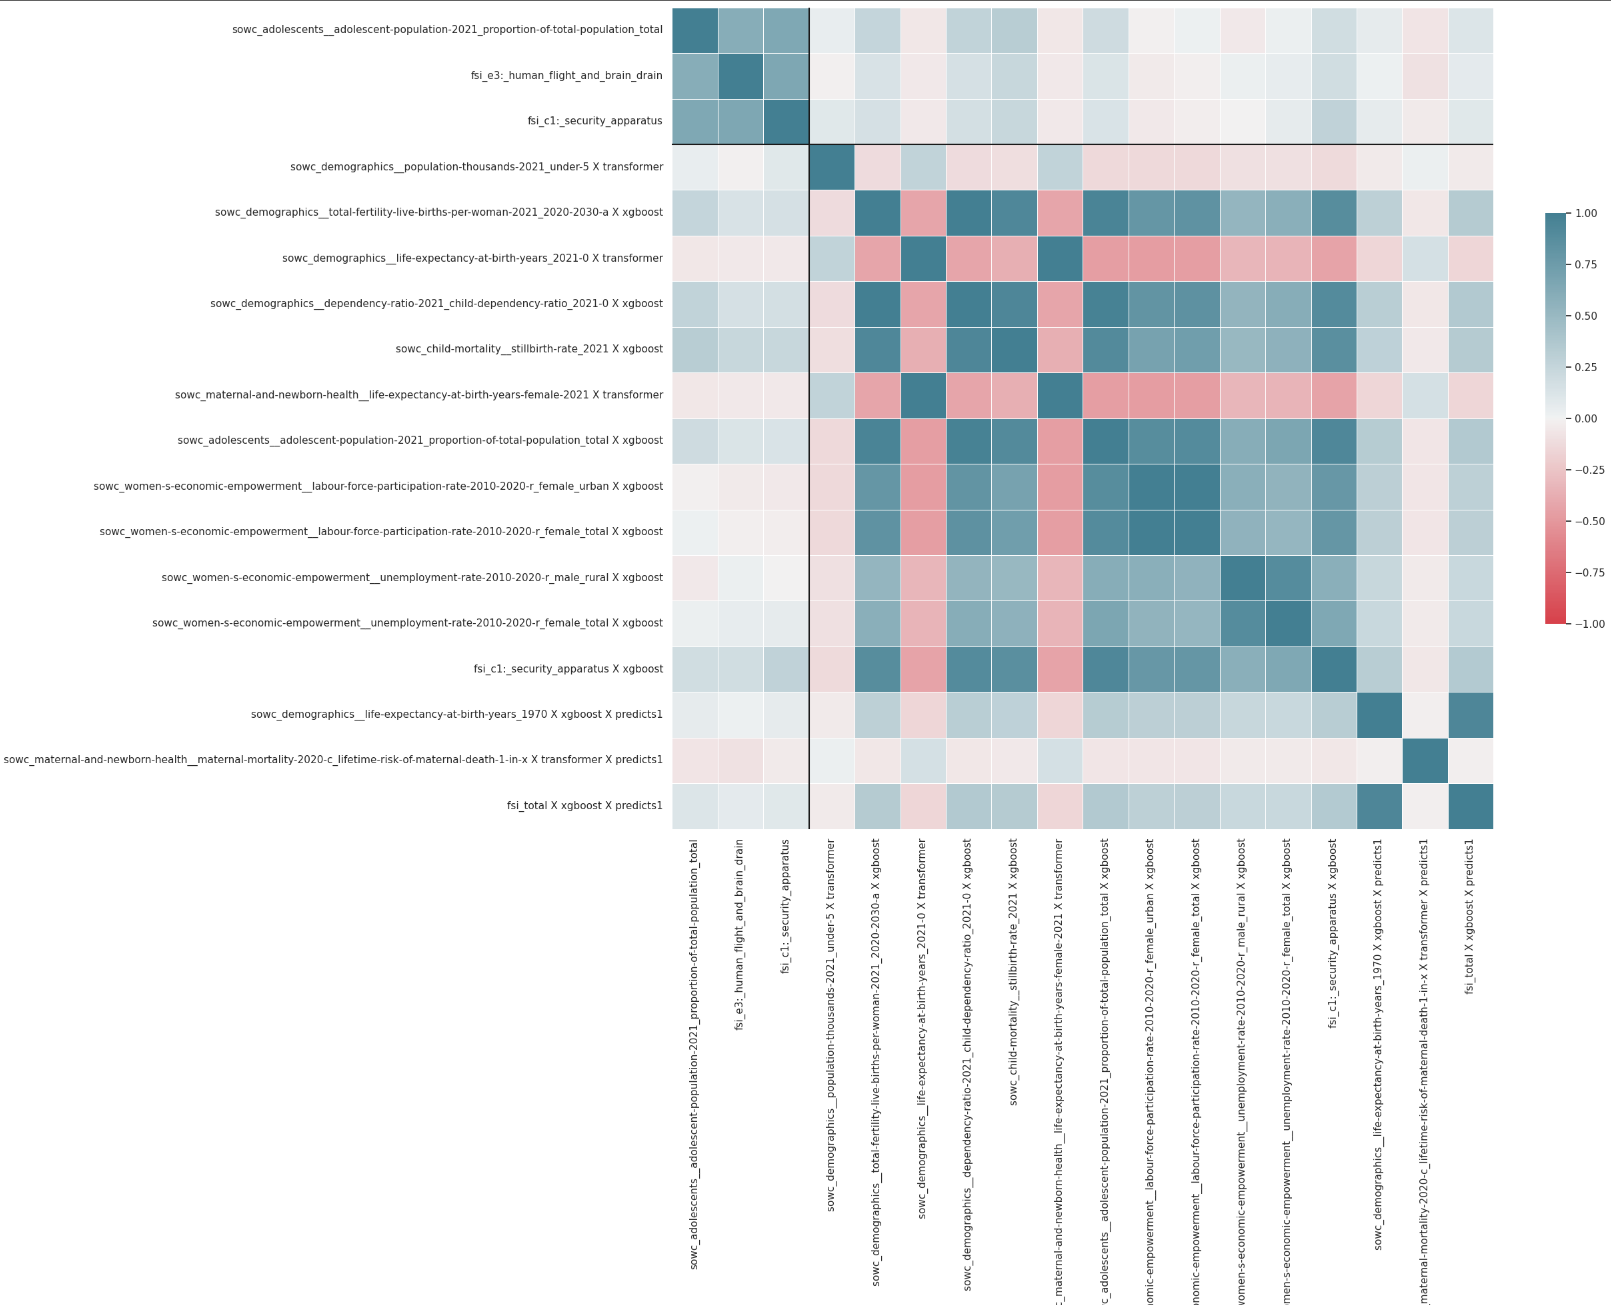 sowc_adolescents__adolescent-population-2021_proportion-of-total-population_total
fsi_e3:_human_flight_and_brain_drain
fsi_c1:_security_apparatus
sowc_demographics__population-thousands-2021_under-5 X transformer
sowc_demographics__total-fertility-live-births-per-woman-2021_2020-2030-a X xgboost
sowc_demographics__life-expectancy-at-birth-years_2021-0 X transformer
sowc_demographics__dependency-ratio-2021_child-dependency-ratio_2021-0 X xgboost
sowc_child-mortality__stillbirth-rate_2021 X xgboost
sowc_maternal-and-newborn-health__life-expectancy-at-birth-years-female-2021 X transformer
sowc_adolescents__adolescent-population-2021_proportion-of-total-population_total X xgboost
sowc_women-s-economic-empowerment__labour-force-participation-rate-2010-2020-r_female_urban X xgboost
sowc_women-s-economic-empowerment__labour-force-participation-rate-2010-2020-r_female_total X xgboost
sowc_women-s-economic-empowerment__unemployment-rate-2010-2020-r_male_rural X xgboost
sowc_women-s-economic-empowerment__unemployment-rate-2010-2020-r_female_total X xgboost
fsi_c1:_security_apparatus X xgboost
sowc_demographics__life-expectancy-at-birth-years_1970 X xgboost X predicts1
sowc_maternal-and-newborn-health__maternal-mortality-2020-c_lifetime-risk-of-maternal-death-1-in-x X transformer X predicts1
fsi_total X xgboost X predicts1
1.00
0.75
0.50
0.25
0.00
−0.25
−0.50
−0.75
−1.00
sowc_adolescents__adolescent-population-2021_proportion-of-total-population_total
fsi_e3:_human_flight_and_brain_drain
fsi_c1:_security_apparatus
sowc_demographics__population-thousands-2021_under-5 X transformer
sowc_demographics__total-fertility-live-births-per-woman-2021_2020-2030-a X xgboost
sowc_demographics__life-expectancy-at-birth-years_2021-0 X transformer
sowc_demographics__dependency-ratio-2021_child-dependency-ratio_2021-0 X xgboost
sowc_child-mortality__stillbirth-rate_2021 X xgboost
c_maternal-and-newborn-health__life-expectancy-at-birth-years-female-2021 X transformer
c_adolescents__adolescent-population-2021_proportion-of-total-population_total X xgboost
nomic-empowerment__labour-force-participation-rate-2010-2020-r_female_urban X xgboost
onomic-empowerment__labour-force-participation-rate-2010-2020-r_female_total X xgboost
women-s-economic-empowerment__unemployment-rate-2010-2020-r_male_rural X xgboost
men-s-economic-empowerment__unemployment-rate-2010-2020-r_female_total X xgboost
fsi_c1:_security_apparatus X xgboost
sowc_demographics__life-expectancy-at-birth-years_1970 X xgboost X predicts1
_maternal-mortality-2020-c_lifetime-risk-of-maternal-death-1-in-x X transformer X predicts1
fsi_total X xgboost X predicts1